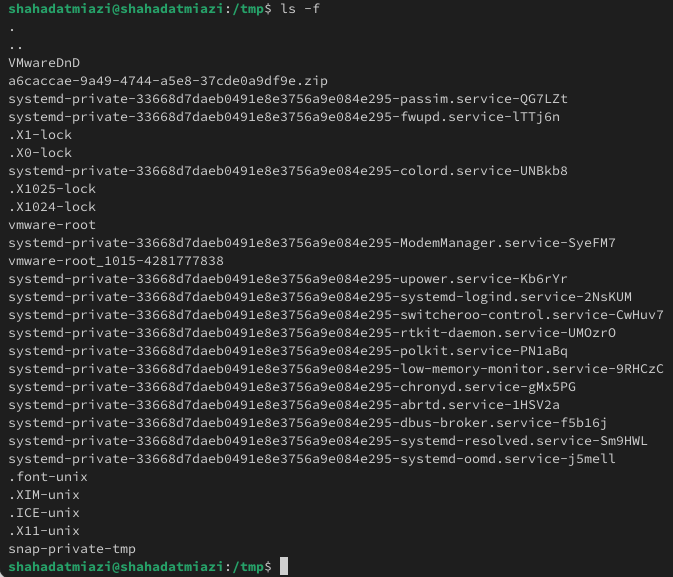 shahadatmiazi@shahadatmiazi:/tmp$ ls -f
.
..
VMwareDnD
a6caccae-9a49-4744-a5e8-37cde0a9df9e.zip
systemd-private-33668d7daeb0491e8e3756a9e084e295-passim.service-QG7LZt
systemd-private-33668d7daeb0491e8e3756a9e084e295-fwupd.service-lTTj6n
.X1-lock
.X0-lock
systemd-private-33668d7daeb0491e8e3756a9e084e295-colord.service-UNBkb8
.X1025-lock
.X1024-lock
vmware-root
systemd-private-33668d7daeb0491e8e3756a9e084e295-ModemManager.service-SyeFM7
vmware-root_1015-4281777838
systemd-private-33668d7daeb0491e8e3756a9e084e295-upower.service-Kb6rYr
systemd-private-33668d7daeb0491e8e3756a9e084e295-systemd-logind.service-2NsKUM
systemd-private-33668d7daeb0491e8e3756a9e084e295-switcheroo-control.service-CwHuv7
systemd-private-33668d7daeb0491e8e3756a9e084e295-rtkit-daemon.service-UMOzrO
systemd-private-33668d7daeb0491e8e3756a9e084e295-polkit.service-PN1aBq
systemd-private-33668d7daeb0491e8e3756a9e084e295-low-memory-monitor.service-9RHCzC
systemd-private-33668d7daeb0491e8e3756a9e084e295-chronyd.service-gMx5PG
systemd-private-33668d7daeb0491e8e3756a9e084e295-abrtd.service-1HSV2a
systemd-private-33668d7daeb0491e8e3756a9e084e295-dbus-broker.service-f5b16j
systemd-private-33668d7daeb0491e8e3756a9e084e295-systemd-resolved.service-Sm9HWL
systemd-private-33668d7daeb0491e8e3756a9e084e295-systemd-oomd.service-j5mell
.font-unix
.XIM-unix
.ICE-unix
.X11-unix
snap-private-tmp
shahadatmiazi@shahadatmiazi:/tmp$